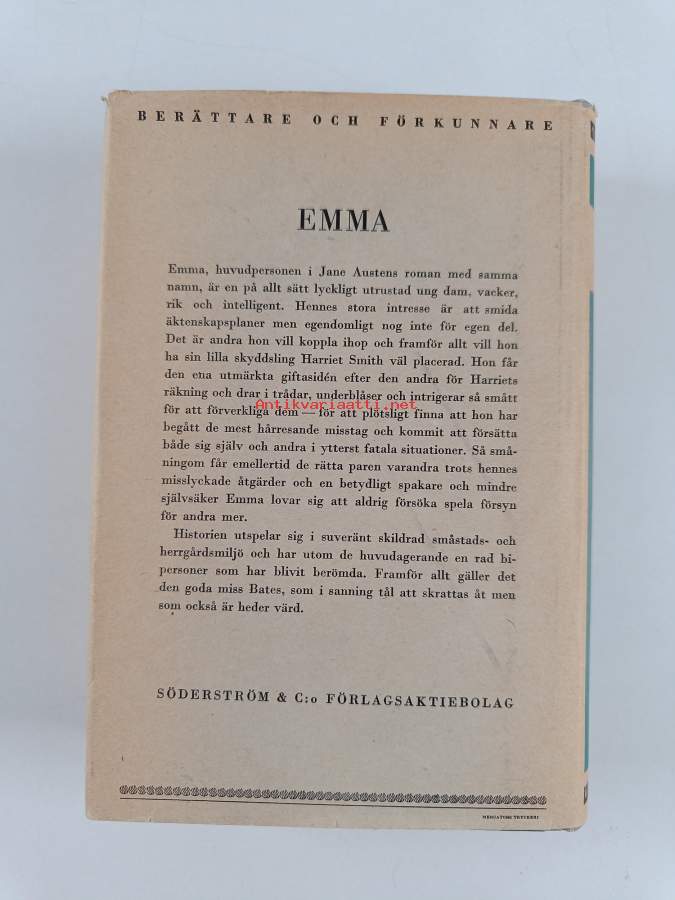 BERÄTTARE OCH FÖRKUNNARE
EMMA
Emma, huvudpersonen i Jane Austens roman med samma
namn, är en på allt sätt lyckligt utrustad ung dam, vacker,
rik och intelligent. Hennes stora intresse är att smida
äktenskapsplaner men egendomligt nog inte för egen del.
Det är andra hon vill koppla ihop och framför allt vill hon
ha sin lilla skyddsling Harriet Smith väl placerad. Hon får
den ena utmärkta giftasidén efter den andra för Harriets
räkning och drar i trådar, underblåser och intrigerar så smått
Antikvariaatti.net
för att förverkliga dem — för att plötsligt finna att hon har
begått de mest hårresande misstag och kommit att försätta
både sig själv och andra i ytterst fatala situationer. Så små-
ningom får emellertid de rätta paren varandra trots hennes
misslyckade åtgärder och en betydligt spakare och mindre
självsäker Emma lovar sig att aldrig försöka spela försyn
för andra mer.
Historien utspelar sig i suveränt skildrad småstads- och
herrgårdsmiljö och har utom de huvudagerande en rad bi-
personer som har blivit berömda. Framför allt gäller det
den goda miss Bates, som i sanning tål att skrattas åt men
som också är heder värd.
SÖDERSTRÖM & C:o FÖRLAGSAKTIEBOLAG